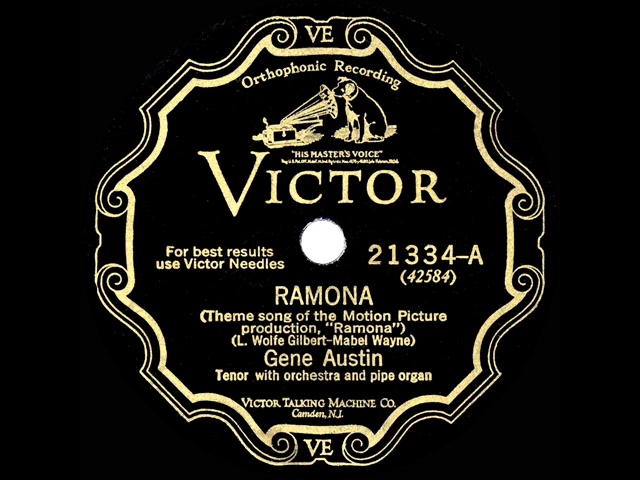 VE
Orthophonic Recording
"HIS MASTER'S VOICE"
VICTOR
For best results
use Victor Needles
21334-A
(42584)
RAMONA
(Theme song of the Motion Picture
production, "Ramona")
(L. Wolfe Gilbert-Mabel Wayne)
Gene Austin
Tenor with orchestra and pipe organ
VICTOR TALKING MACHINE CO.
Camden, N.J.
VE